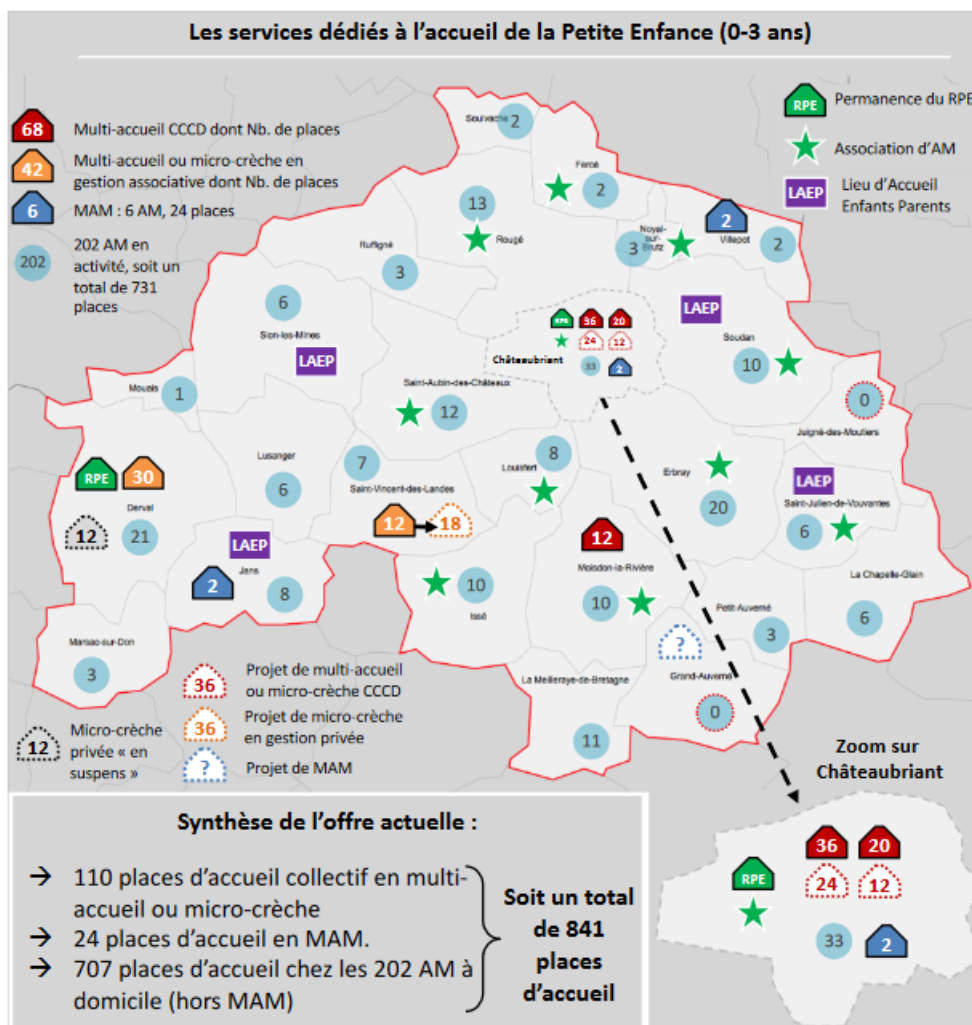 Les services dédiés à l'accueil de la Petite Enfance (0-3 ans)
68
Multi-accueil CCCD dont Nb. de places
42
Multi-accueil ou micro-crèche en
gestion associative dont Nb. de places
6
MAM : 6 AM, 24 places
202
202 AM en
activité, soit un
total de 731
places
RPE
Permanence du RPE
Association d'AM
LAEP
Lieu d'Accueil
Enfants Parents
Soulvache
2
Fercé
2
13
Rougé
Ruffigné
3
Noyal-
sur-
Brutz
3
2
Villepot
2
6
Sion-les-Mines
LAEP
LAEP
Soudan
10
RPE
36
20
24
12
Châteaubriant
33
2
Mouais
1
Saint-Aubin-des-Châteaux
12
0
Juigné-des-Moutiers
Lusanger
6
7
Saint-Vincent-des-Landes
8
Louisfert
Erbray
20
LAEP
Saint-Julien-de-Vouvantes
6
RPE
30
Derval
12
21
12
18
12
Moisdon-la-Rivière
10
LAEP
Jans
2
8
10
Issé
La Chapelle-Glain
6
Petit-Auverné
3
Marsac-sur-Don
3
?
Grand-Auverné
0
La Meilleraye-de-Bretagne
11
36
Projet de multi-accueil
ou micro-crèche CCCD
12
Micro-crèche
privée « en
suspens »
36
Projet de micro-crèche
en gestion privée
?
Projet de MAM
Zoom sur
Châteaubriant
36
20
RPE
24
12
33
2
Synthèse de l'offre actuelle :
→ 110 places d'accueil collectif en multi-
accueil ou micro-crèche
→ 24 places d'accueil en MAM.
→ 707 places d'accueil chez les 202 AM à
domicile (hors MAM)
Soit un total
de 841
places
d'accueil